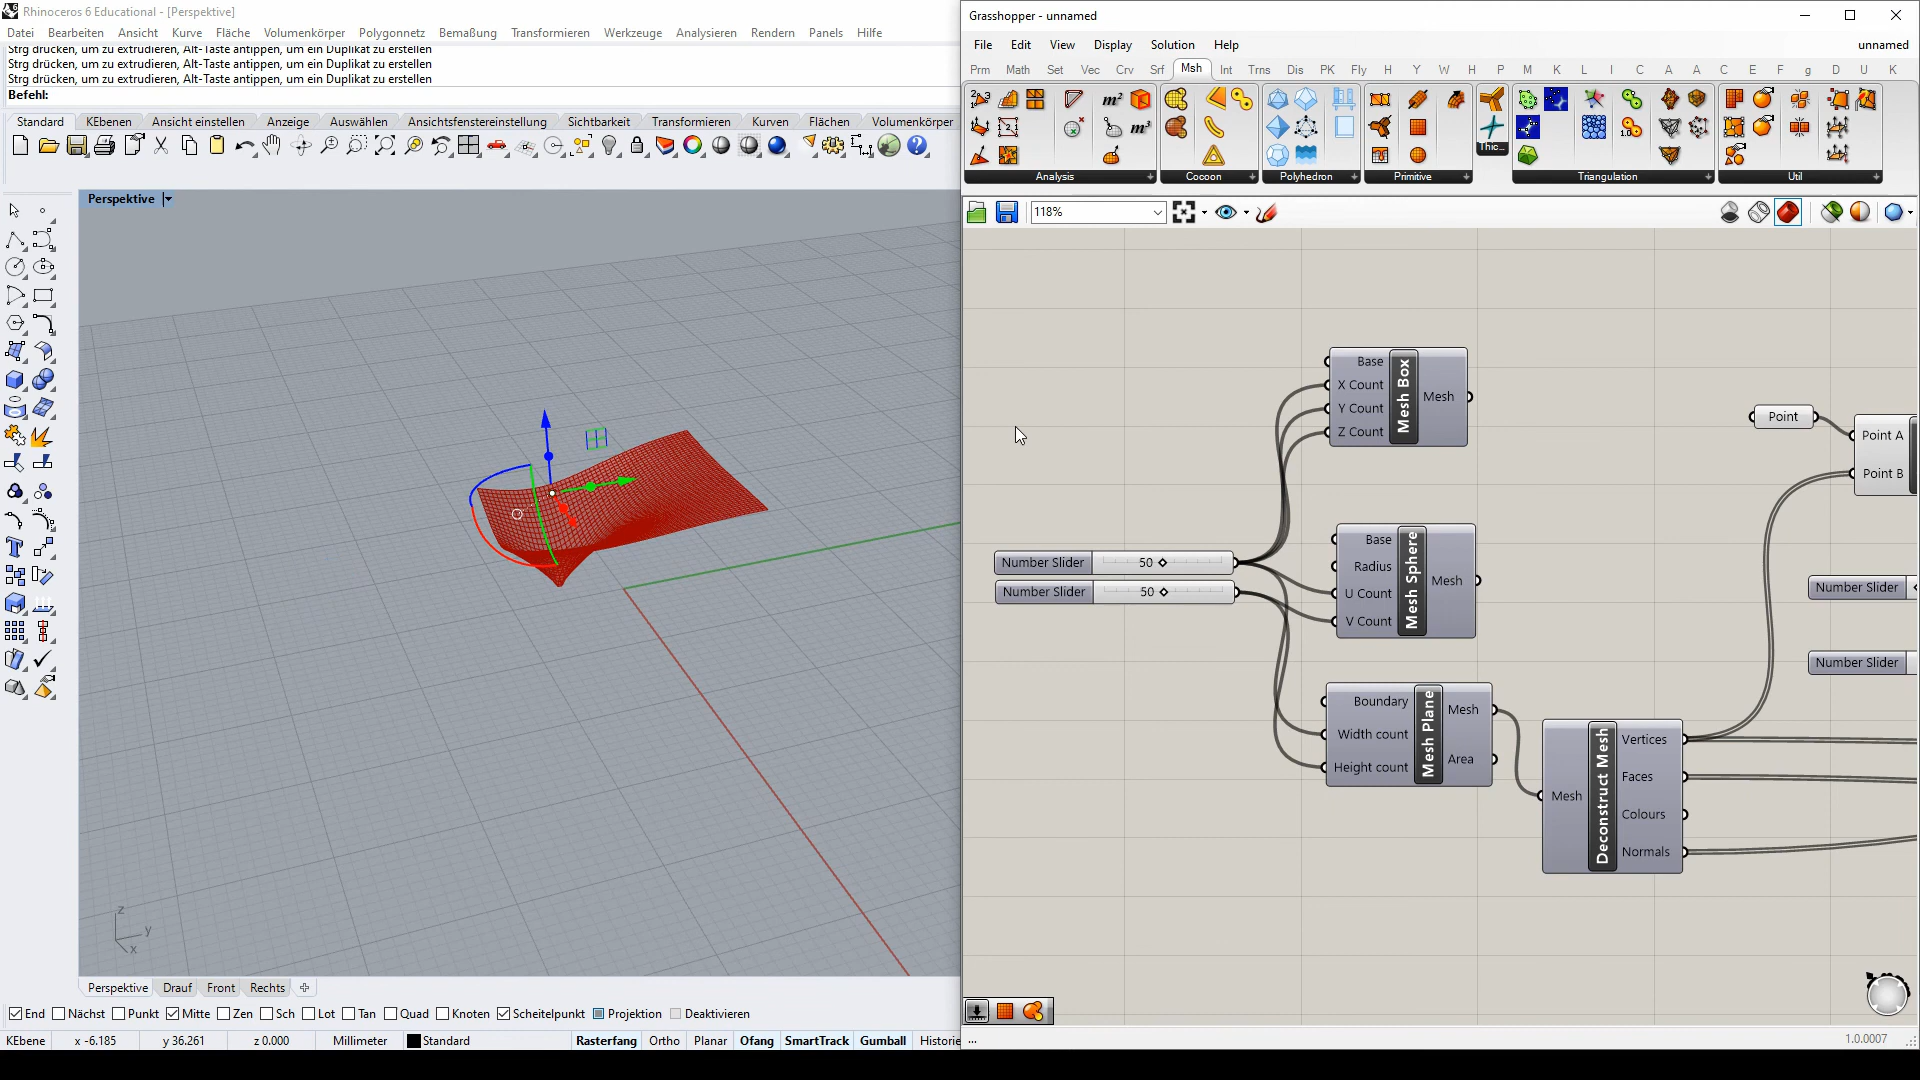 Rhinoceros 6 Educational - [Perspektive]
Datei Bearbeiten Ansicht Kurve Fläche Volumenkörper Polygonnetz Bemaßung Transformieren Werkzeuge Analysieren Rendern Panels Hilfe
Strg drücken, um zu extrudieren, Alt-Taste antippen, um ein Duplikat zu erstellen
Strg drücken, um zu extrudieren, Alt-Taste antippen, um ein Duplikat zu erstellen
Strg drücken, um zu extrudieren, Alt-Taste antippen, um ein Duplikat zu erstellen
Befehl:
Standard KEbenen Ansicht einstellen Anzeige Auswählen Ansichtsfenstereinstellung Sichtbarkeit Transformieren Kurven Flächen Volumenkörper
Perspektive
z
y
x
Perspektive Drauf Front Rechts
End Nächst Punkt Mitte Zen Sch Lot Tan Quad Knoten Scheitelpunkt Projektion Deaktivieren
KEbene x -6.185 y 36.261 z 0.000 Millimeter Standard Rasterfang Ortho Planar Ofang SmartTrack Gumball Historie
Grasshopper - unnamed
File Edit View Display Solution Help unnamed
Prm Math Set Vec Crv Srf Msh Int Trns Dis PK Fly H Y W H P M X K L I C A A C E F g D U K
m² m³
Thic...
Analysis Cocoon Polyhedron Primitive Triangulation Util
118%
Base
X Count
Y Count
Z Count
Mesh Box
Mesh
Point
Point A
Point B
Base
Radius
U Count
V Count
Mesh Sphere
Mesh
Number Slider 50
Number Slider 50
Number Slider
Number Slider
Boundary
Width count
Height count
Mesh Plane
Mesh
Area
Mesh
Deconstruct Mesh
Vertices
Faces
Colours
Normals
... 1.0.0007